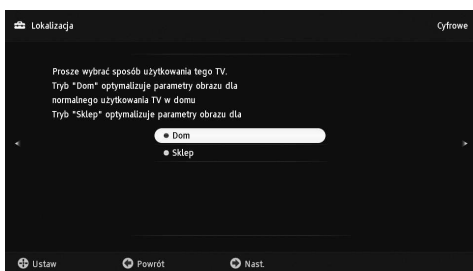 Lokalizacja
Cyfrowe
Prosze wybrać sposób użytkowania tego TV.
Tryb "Dom" optymalizuje parametry obrazu dla
normalnego użytkowania TV w domu
Tryb "Sklep" optymalizuje parametry obrazu dla
Dom
Sklep
Ustaw
Powrót
Nast.